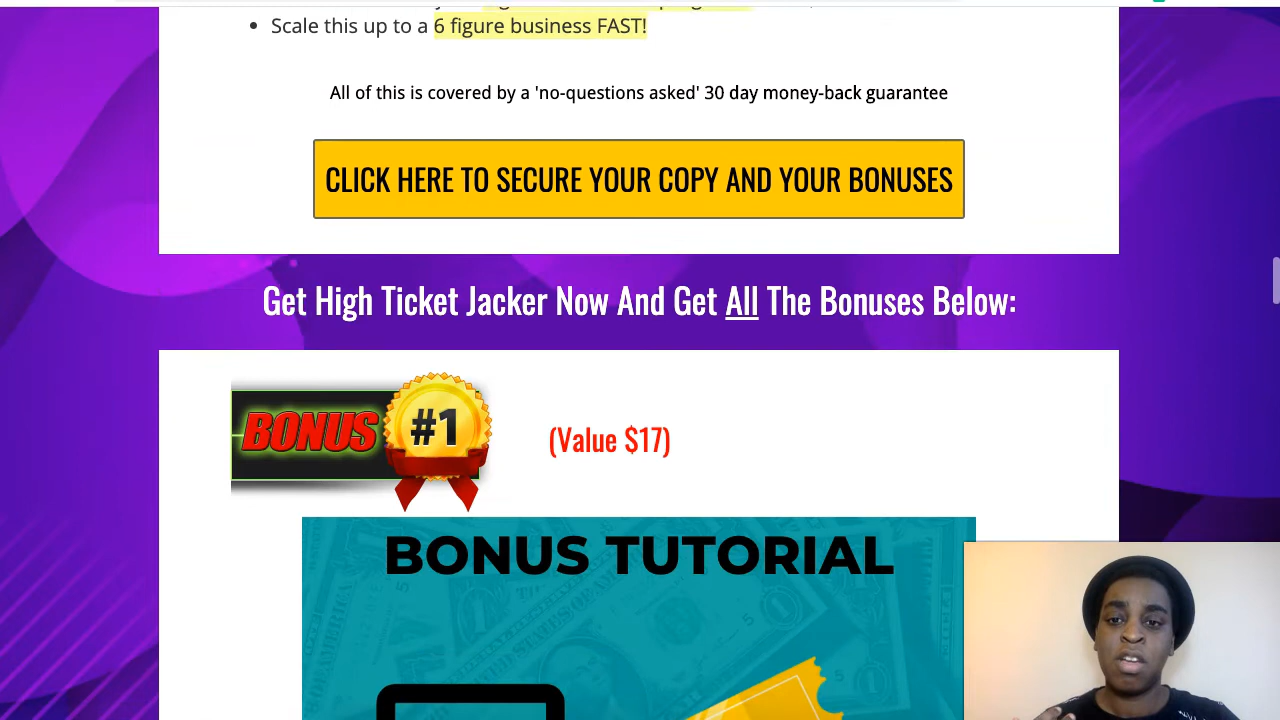 Scale this up to a 6 figure business FAST!
All of this is covered by a 'no-questions asked' 30 day money-back guarantee
CLICK HERE TO SECURE YOUR COPY AND YOUR BONUSES
Get High Ticket Jacker Now And Get All The Bonuses Below:
BONUS #1
(Value $17)
BONUS TUTORIAL